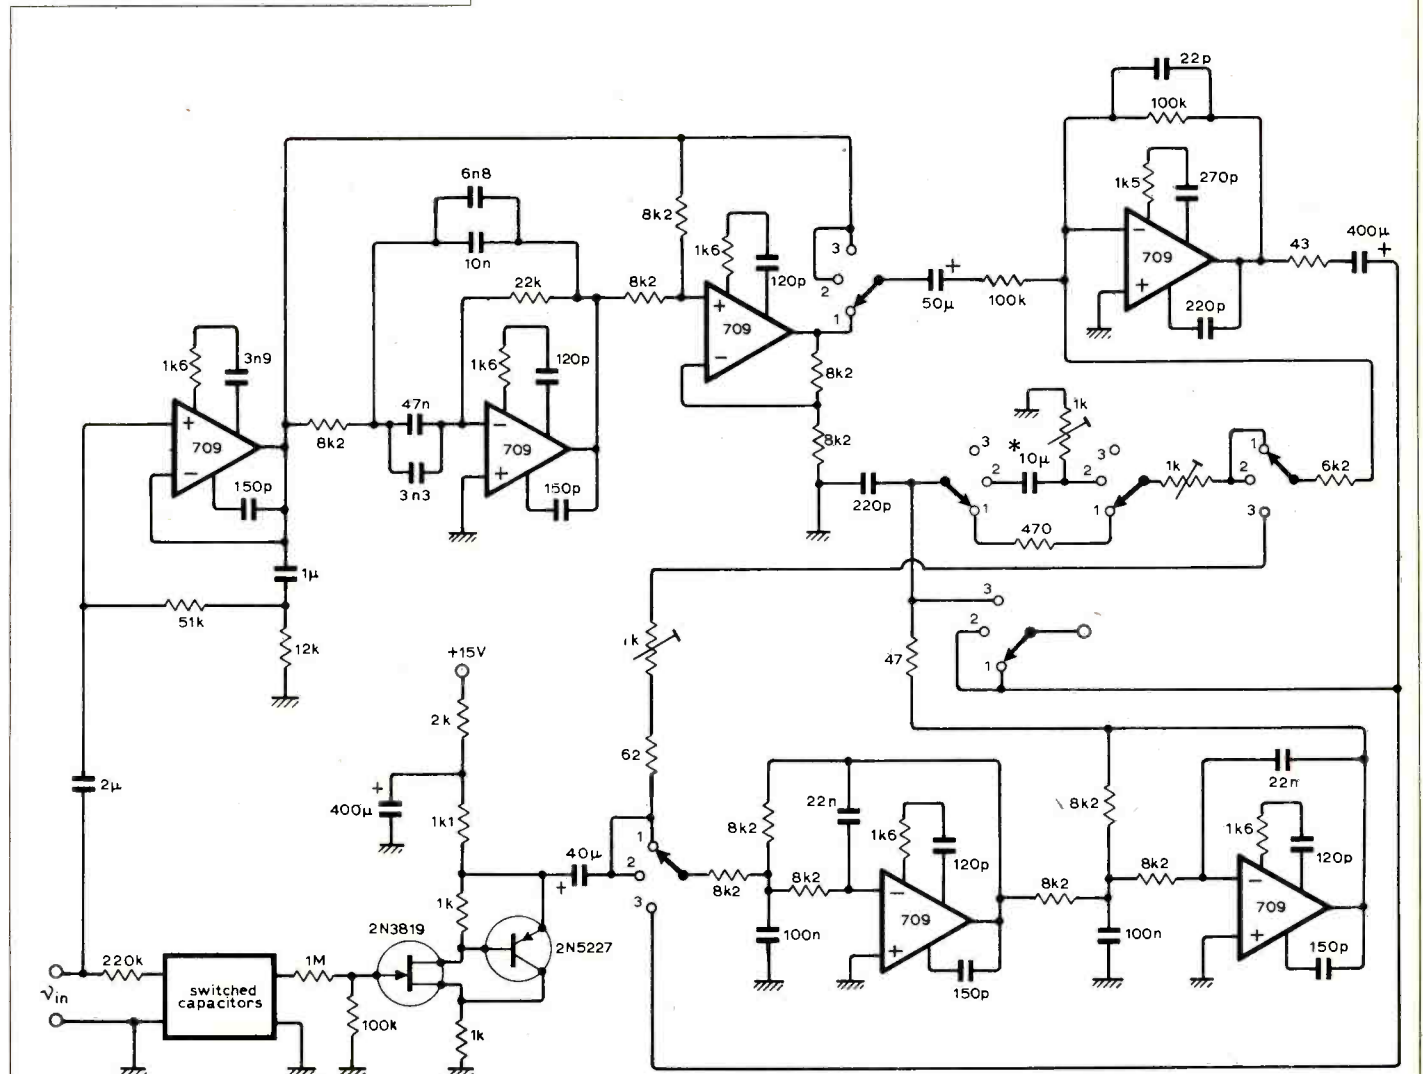 22p
100k
1k5
270p
709
−
+
220p
43
400µ
+
6n8
10n
22k
8k2
8k2
1k6
120p
709
+
−
3
2
1
50µ
+
100k
8k2
8k2
1k6
3n9
709
+
−
150p
8k2
47n
3n3
1k6
120p
709
−
+
150p
1µ
51k
12k
2µ
220p
3
2
1
*
10µ
1k
3
2
1
470
1k
1
2
3
6k2
3
2
1
47
1k
62
+15V
2k
400µ
+
1k1
1k
40µ
+
1
2
3
2N3819
2N5227
220k
νin
switched
capacitors
1M
100k
1k
8k2
8k2
8k2
22n
1k6
120p
709
−
+
100n
150p
8k2
8k2
8k2
22n
1k6
120p
709
−
+
100n
150p